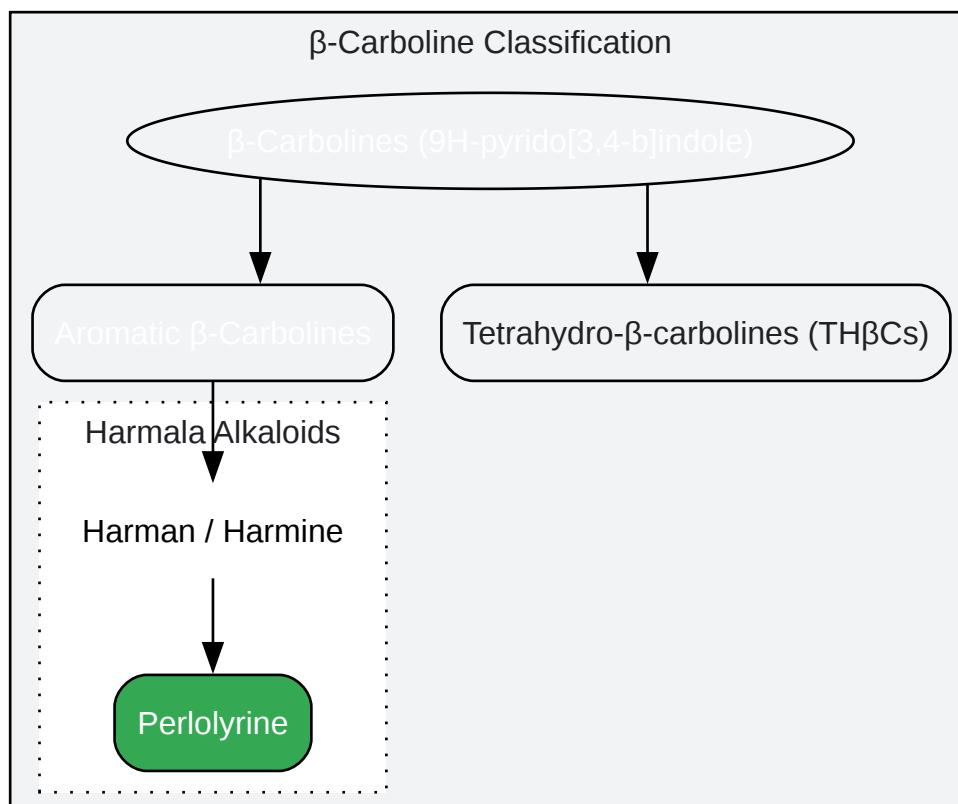 β-Carboline Classification
β-Carbolines (9H-pyrido[3,4-b]indole)
Aromatic β-Carbolines
Tetrahydro-β-carbolines (THβCs)
Harmala Alkaloids
Harman / Harmine
Perlolyrine